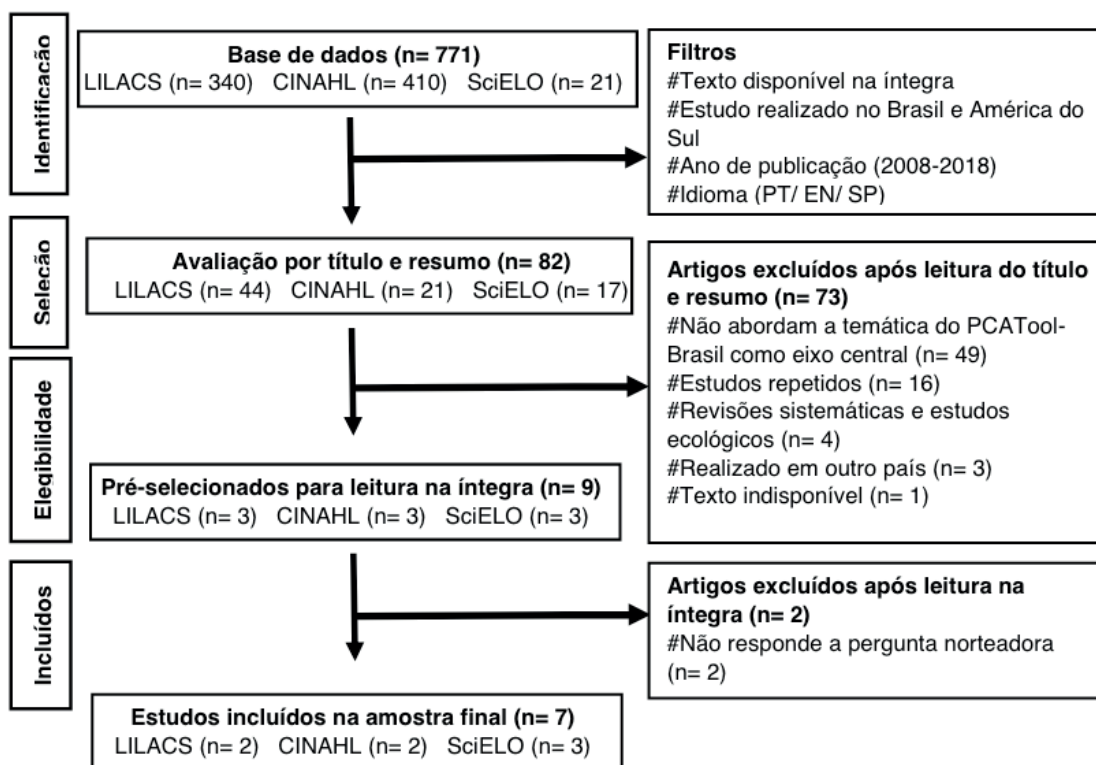 Identificação
Base de dados (n= 771)
LILACS (n= 340) CINAHL (n= 410) SciELO (n= 21)
Filtros
#Texto disponível na íntegra
#Estudo realizado no Brasil e América do
Sul
#Ano de publicação (2008-2018)
#Idioma (PT/ EN/ SP)
Seleção
Avaliação por título e resumo (n= 82)
LILACS (n= 44) CINAHL (n= 21) SciELO (n= 17)
Artigos excluídos após leitura do título
e resumo (n= 73)
#Não abordam a temática do PCATool-
Brasil como eixo central (n= 49)
#Estudos repetidos (n= 16)
#Revisões sistemáticas e estudos
ecológicos (n= 4)
#Realizado em outro país (n= 3)
#Texto indisponível (n= 1)
Elegibilidade
Pré-selecionados para leitura na íntegra (n= 9)
LILACS (n= 3) CINAHL (n= 3) SciELO (n= 3)
Incluídos
Artigos excluídos após leitura na
íntegra (n= 2)
#Não responde a pergunta norteadora
(n= 2)
Estudos incluídos na amostra final (n= 7)
LILACS (n= 2) CINAHL (n= 2) SciELO (n= 3)